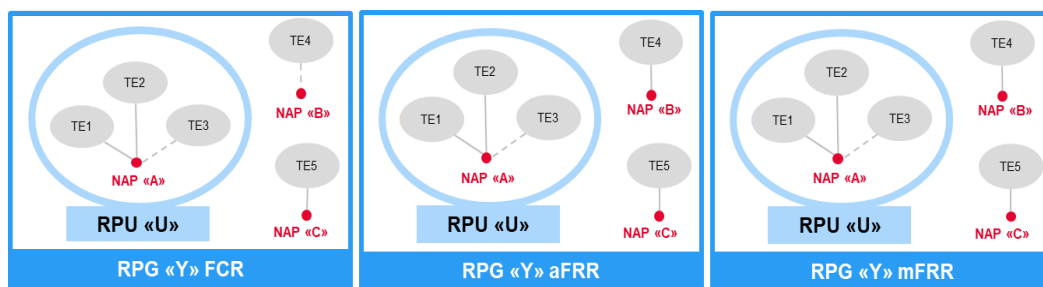 TE4
TE2
TE1
TE3
NAP «B»
NAP «A»
TE5
NAP «C»
RPU «U»
RPG «Y» FCR
TE4
TE2
TE1
TE3
NAP «B»
NAP «A»
TE5
NAP «C»
RPU «U»
RPG «Y» aFRR
TE4
TE2
TE1
TE3
NAP «B»
NAP «A»
TE5
NAP «C»
RPU «U»
RPG «Y» mFRR